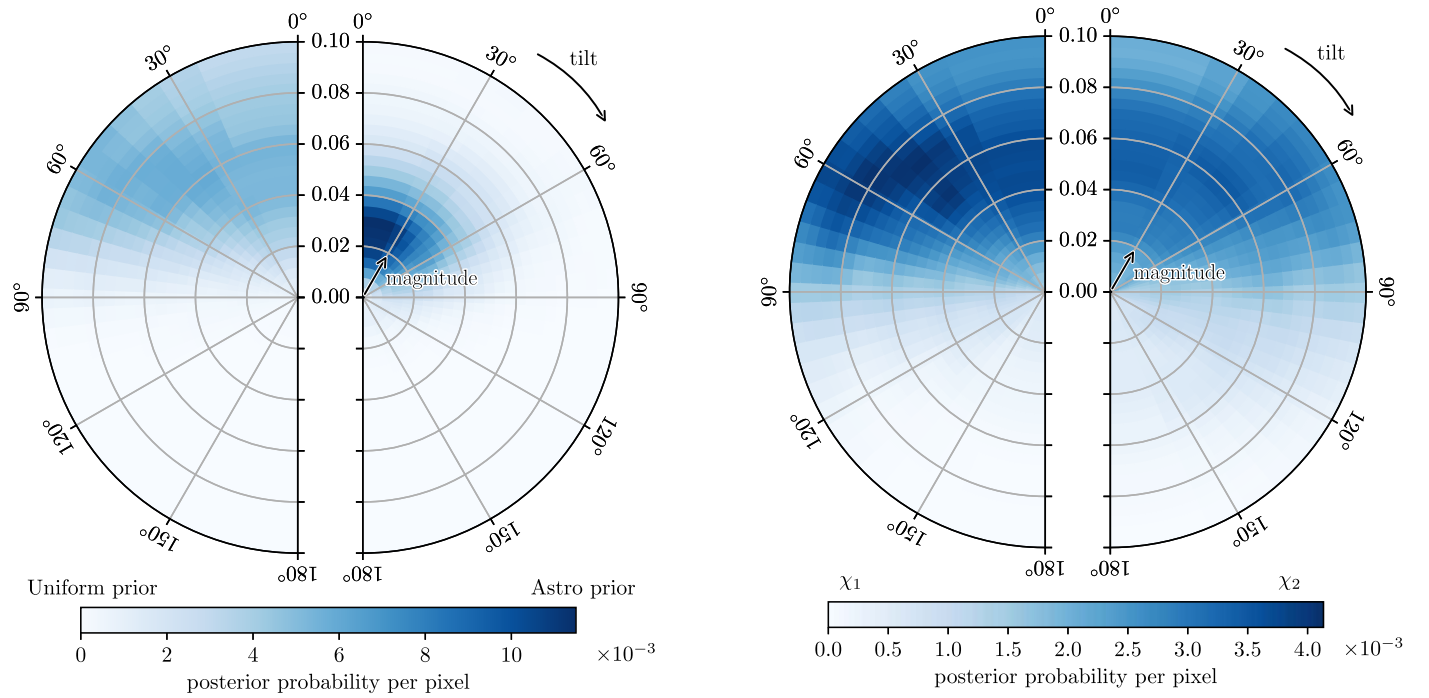 0° 0°
30° 0.10 30° tilt
0.08
60° 0.06 60°
0.04
0.02
magnitude
90° 0.00 90°
120° 120°
150° 150°
180° 180°
Uniform prior Astro prior
0 2 4 6 8 10 ×10⁻³
posterior probability per pixel
0° 0°
30° 0.10 30° tilt
0.08
60° 0.06 60°
0.04
0.02
magnitude
90° 0.00 90°
120° 120°
150° 150°
180° 180°
χ₁ χ₂
0.0 0.5 1.0 1.5 2.0 2.5 3.0 3.5 4.0 ×10⁻³
posterior probability per pixel